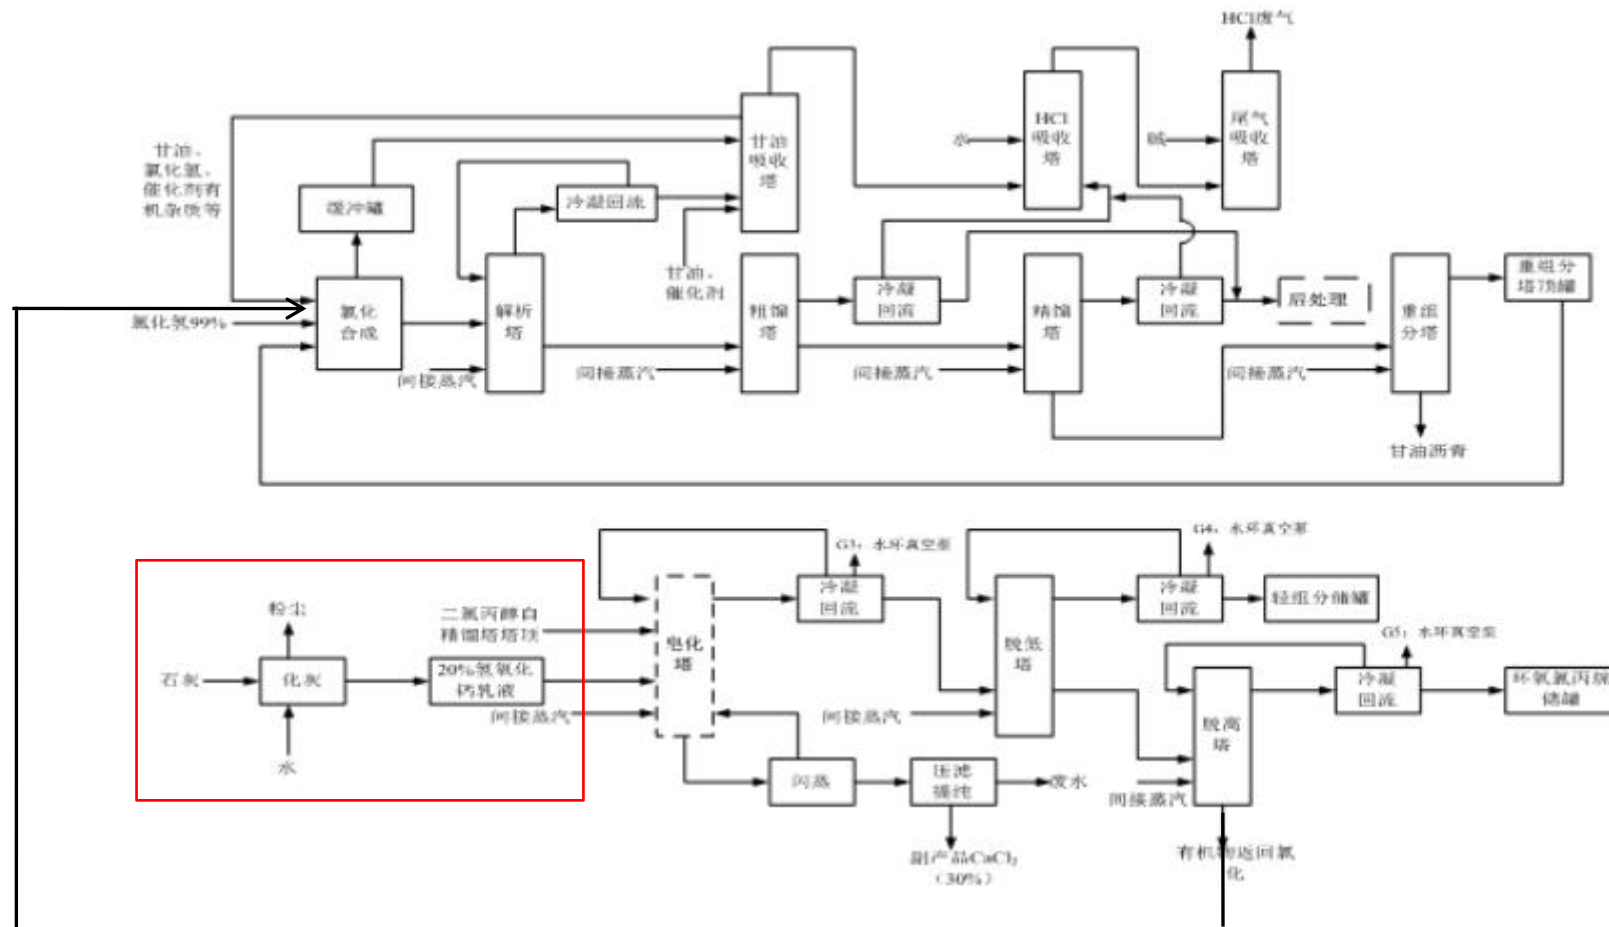 HCl废气
甘油、
氯化氢、
催化剂有
机杂质等
缓冲罐
冷凝回流
甘油
吸收
塔
水
HCl
吸收
塔
碱
尾气
吸收
塔
氯化氢99%
氯化
合成
间接蒸汽
解析
塔
甘油、
催化剂
间接蒸汽
粗馏
塔
冷凝
回流
间接蒸汽
精馏
塔
冷凝
回流
后处理
间接蒸汽
重组
分塔
重组分
塔顶罐
甘油沥青
粉尘
石灰
化灰
水
二氯丙醇自
精馏塔塔顶
20%氢氧化
钙乳液
间接蒸汽
皂化
塔
G3：水环真空泵
冷凝
回流
闪蒸
压滤
提纯
废水
副产品CaCl₂
（30%）
间接蒸汽
脱低
塔
G4：水环真空泵
冷凝
回流
轻组分储罐
G5：水环真空泵
间接蒸汽
脱高
塔
冷凝
回流
环氧氯丙烷
储罐
有机物返回氯
化